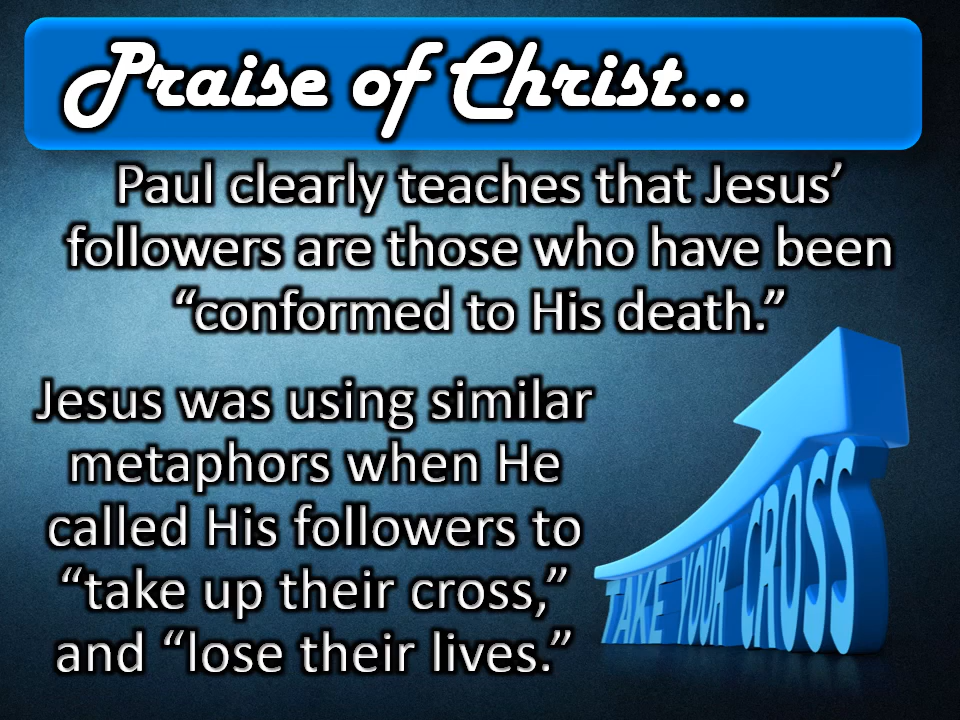 Praise of Christ...
Paul clearly teaches that Jesus’
followers are those who have been
“conformed to His death.”
Jesus was using similar
metaphors when He
called His followers to
“take up their cross,”
and “lose their lives.”
TAKE YOUR CROSS